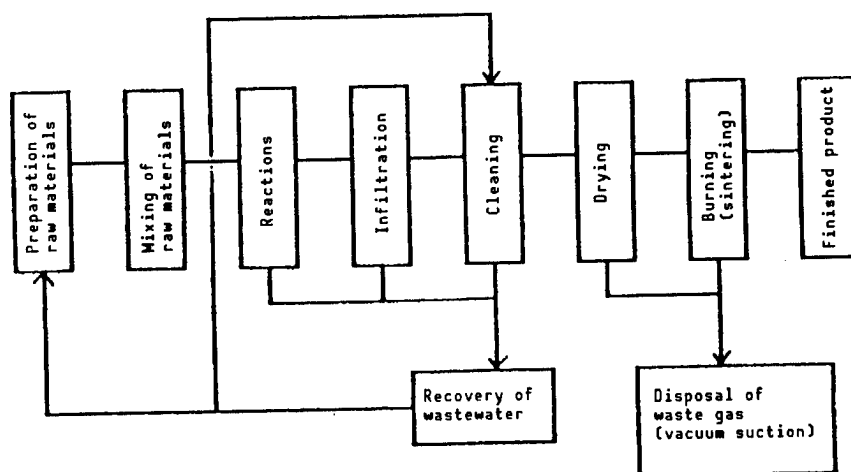 Preparation of
raw materials
Mixing of
raw materials
Reactions
Infiltration
Cleaning
Drying
Burning
(sintering)
Finished product
Recovery of
wastewater
Disposal of
waste gas
(vacuum suction)